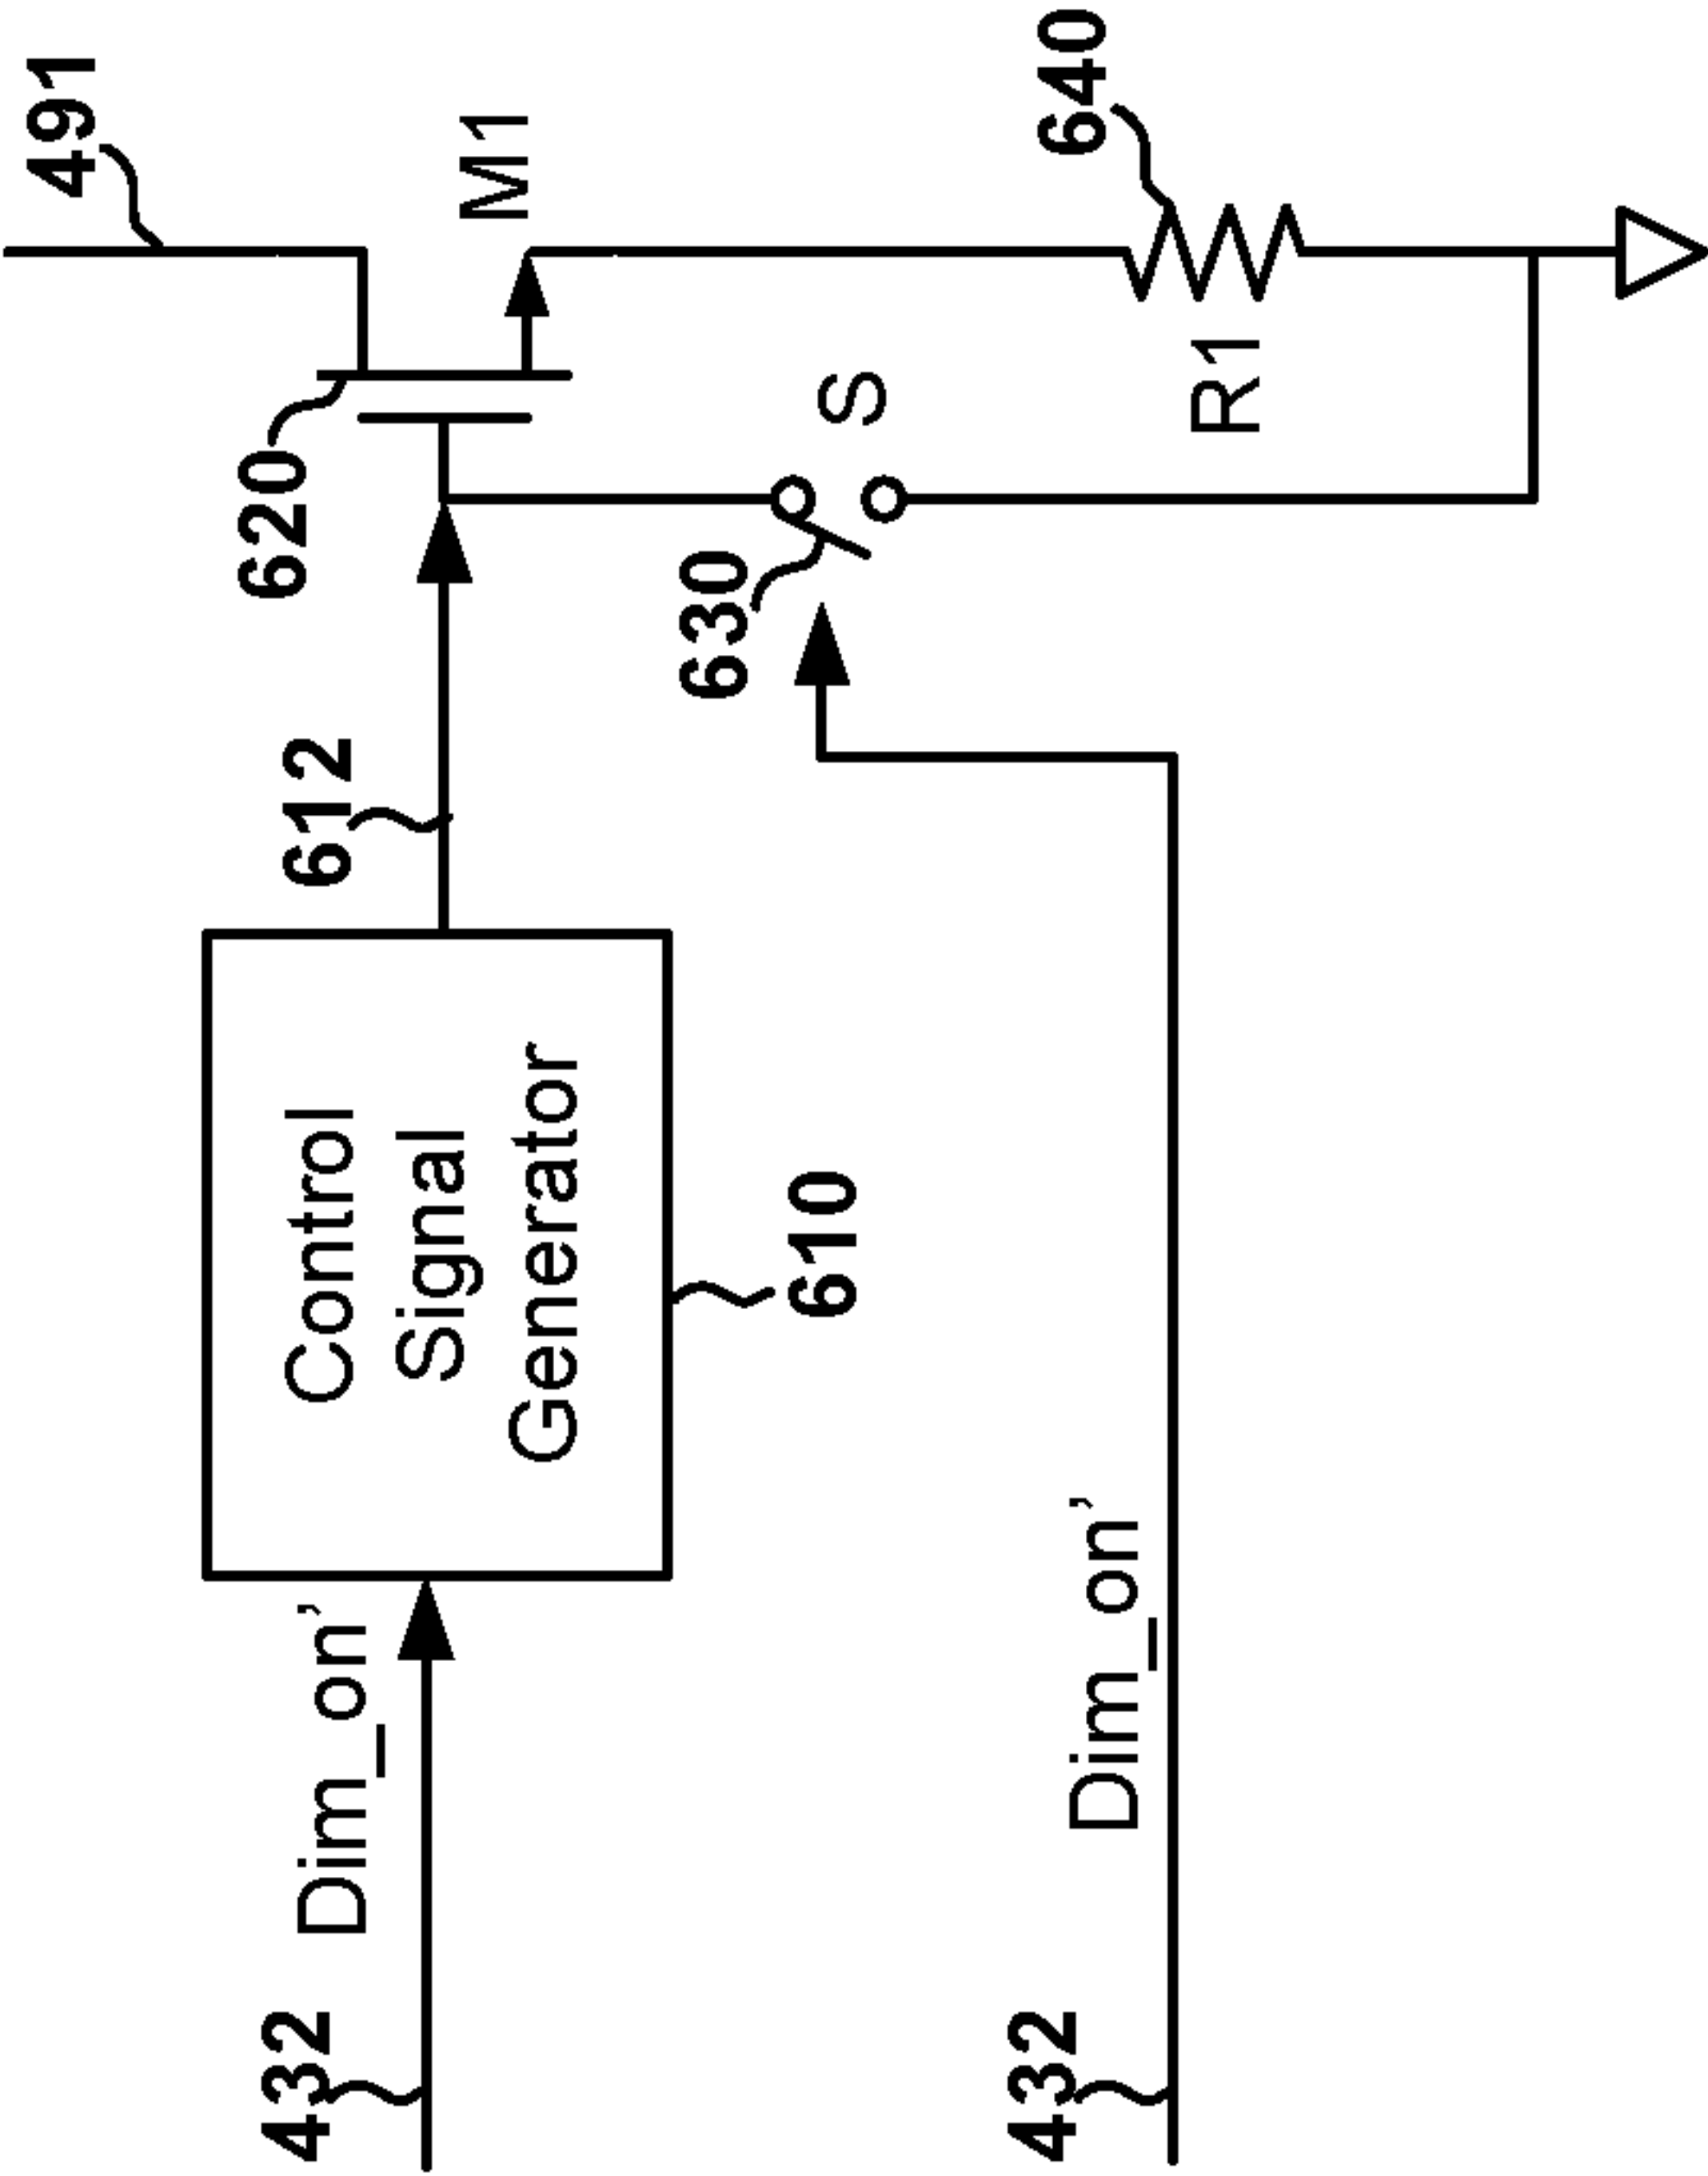 491
M1
620
612
Control
Signal
Generator
610
Dim_on’
432
S
630
640
R1
Dim_on’
432